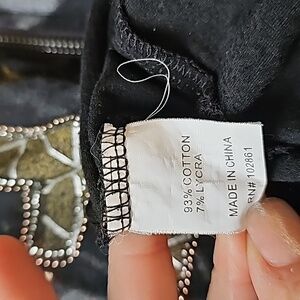 93% COTTON
7% LYCRA
MADE IN CHINA
RN# 102861